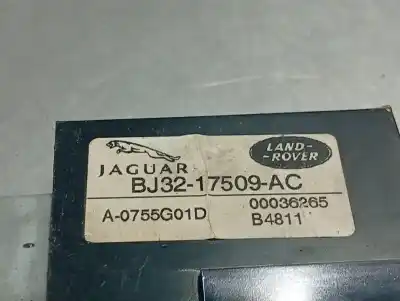 JAGUAR
LAND-
-ROVER
BJ32-17509-AC
A-0755G01D
00036265
B4811